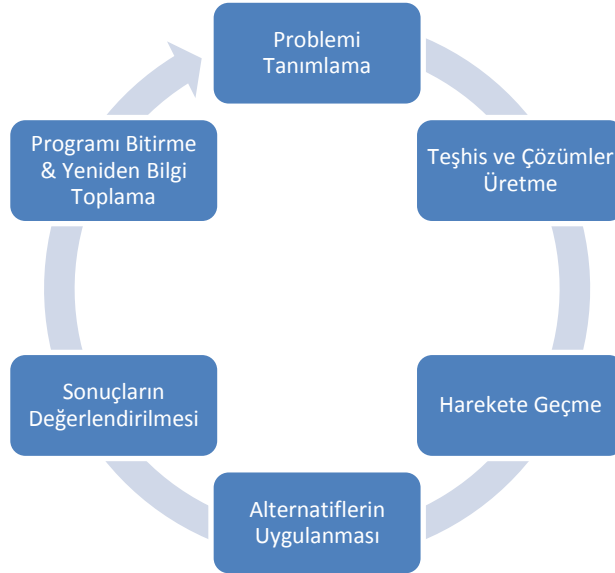 Problemi
Tanımlama
Teşhis ve Çözümler
Üretme
Harekete Geçme
Alternatiflerin
Uygulanması
Sonuçların
Değerlendirilmesi
Programı Bitirme
& Yeniden Bilgi
Toplama